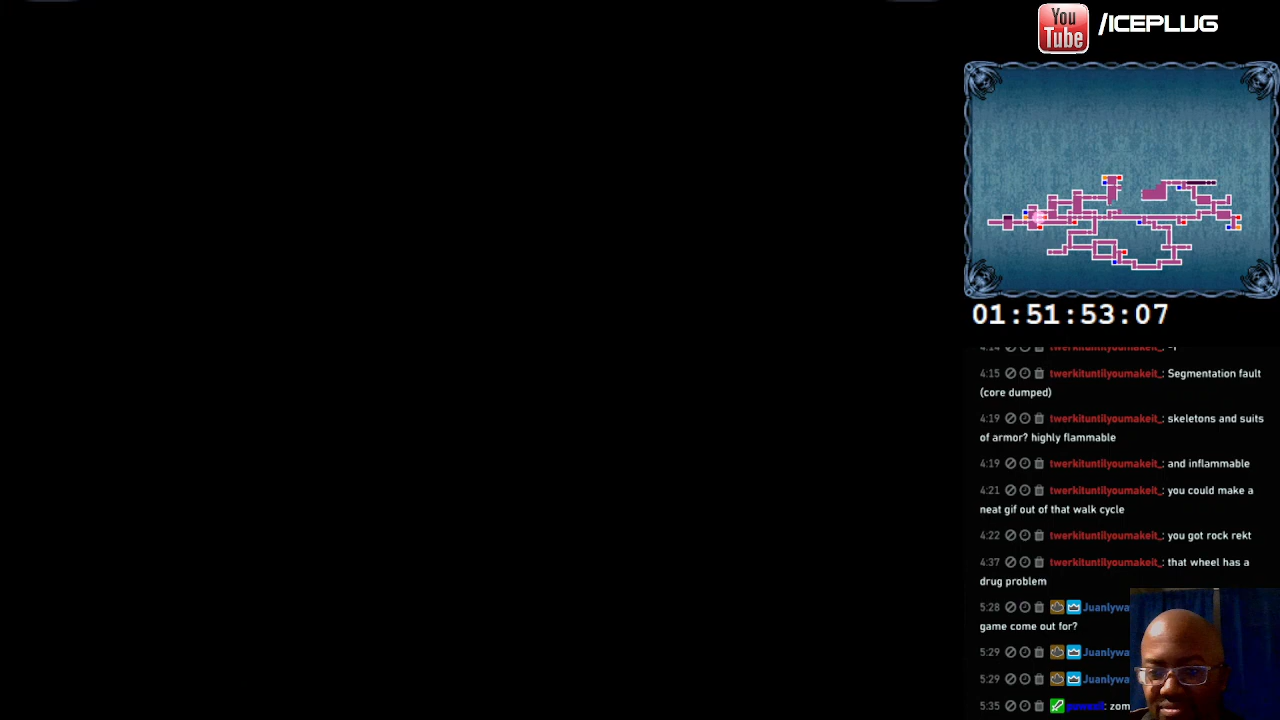 You
Tube
/ICEPLUG
01:51:53:07
4:15 twerkituntilyoumakeit_: Segmentation fault
(core dumped)
4:19 twerkituntilyoumakeit_: skeletons and suits
of armor? highly flammable
4:19 twerkituntilyoumakeit_: and inflammable
4:21 twerkituntilyoumakeit_: you could make a
neat gif out of that walk cycle
4:22 twerkituntilyoumakeit_: you got rock rekt
4:37 twerkituntilyoumakeit_: that wheel has a
drug problem
5:28 Juanlywa
game come out for?
5:29 Juanlywa
5:29 Juanlywa
5:35 : zom